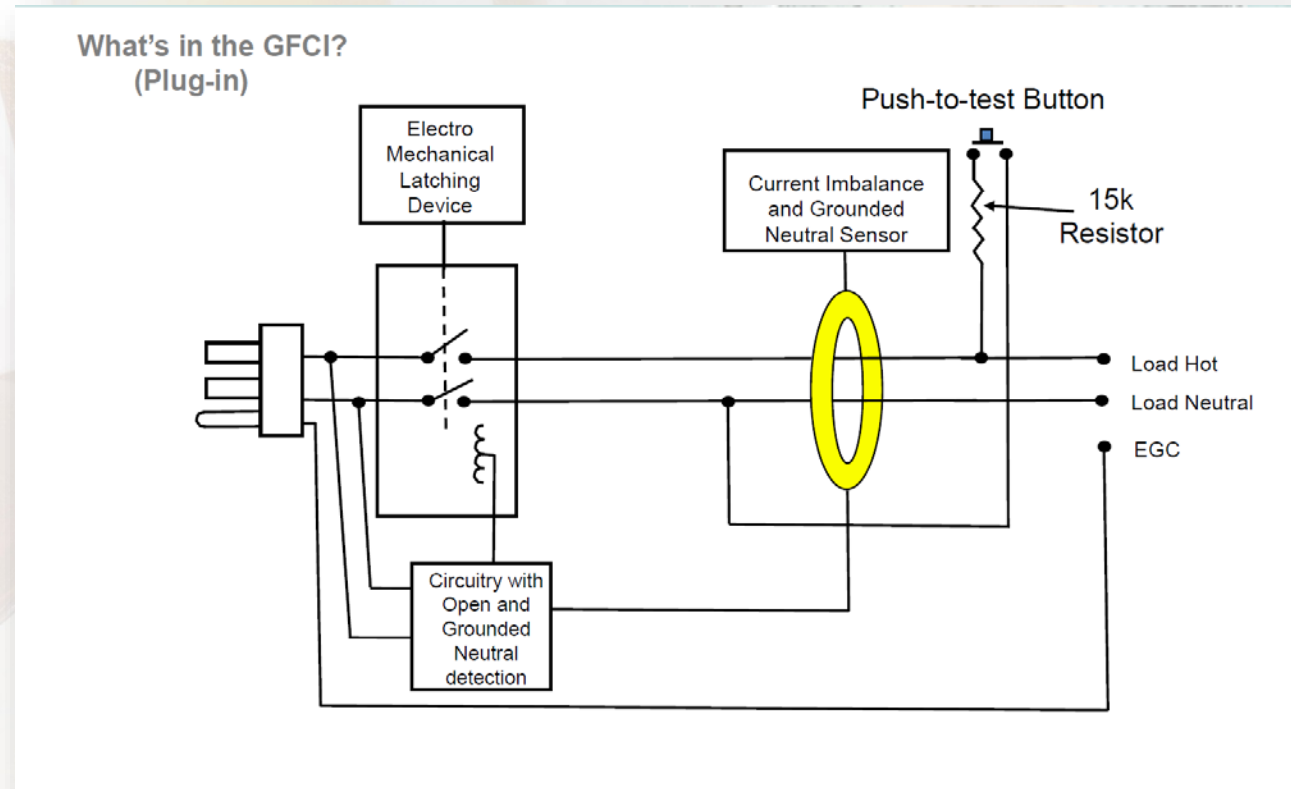 What's in the GFCI?
(Plug-in)
Push-to-test Button
Electro
Mechanical
Latching
Device
Current Imbalance
and Grounded
Neutral Sensor
15k
Resistor
Load Hot
Load Neutral
EGC
Circuitry with
Open and
Grounded
Neutral
detection